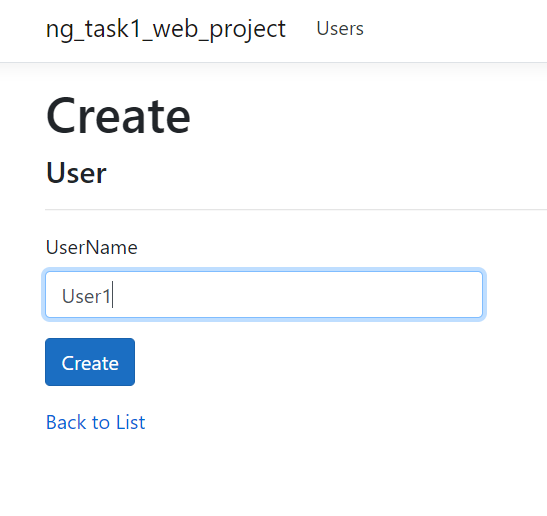 ng_task1_web_project Users
Create
User
UserName
User1
Create
Back to List